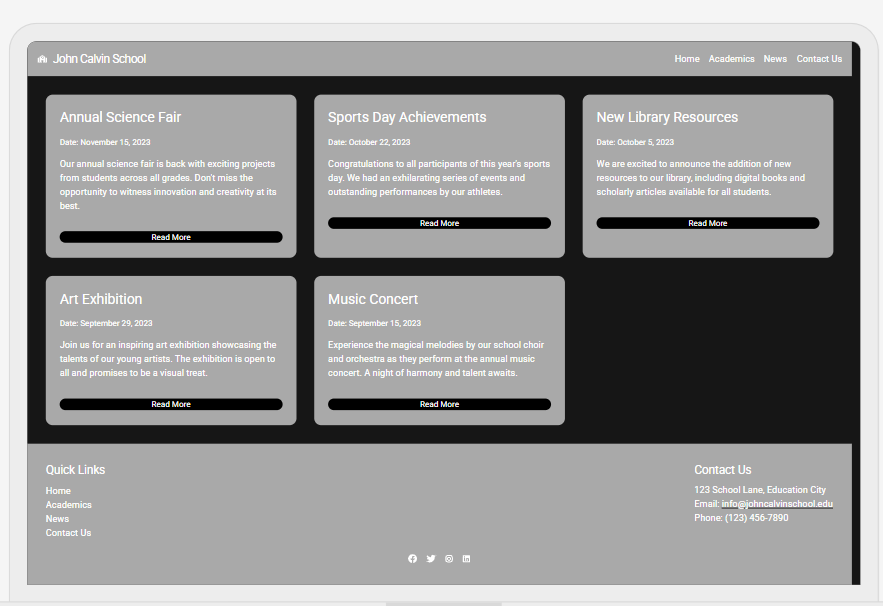 John Calvin School
Home Academics News Contact Us
Annual Science Fair
Date: November 15, 2023
Our annual science fair is back with exciting projects
from students across all grades. Don't miss the
opportunity to witness innovation and creativity at its
best.
Read More
Sports Day Achievements
Date: October 22, 2023
Congratulations to all participants of this year's sports
day. We had an exhilarating series of events and
outstanding performances by our athletes.
Read More
New Library Resources
Date: October 5, 2023
We are excited to announce the addition of new
resources to our library, including digital books and
scholarly articles available for all students.
Read More
Art Exhibition
Date: September 29, 2023
Join us for an inspiring art exhibition showcasing the
talents of our young artists. The exhibition is open to
all and promises to be a visual treat.
Read More
Music Concert
Date: September 15, 2023
Experience the magical melodies by our school choir
and orchestra as they perform at the annual music
concert. A night of harmony and talent awaits.
Read More
Quick Links
Home
Academics
News
Contact Us
Contact Us
123 School Lane, Education City
Email: info@johncalvinschool.edu
Phone: (123) 456-7890